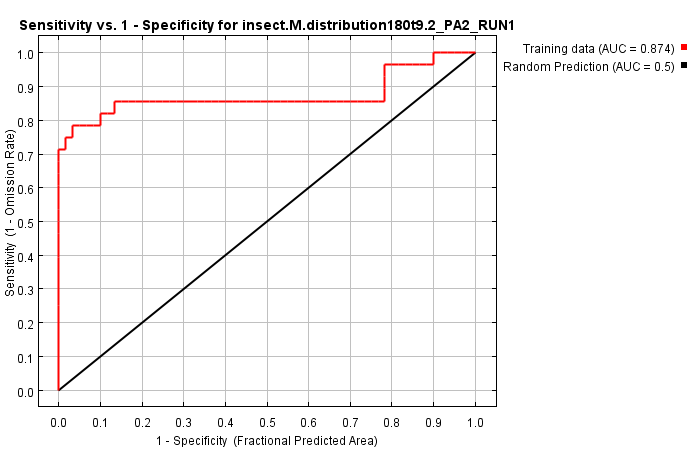 Sensitivity vs. 1 - Specificity for insect.M.distribution180t9.2_PA2_RUN1
Training data (AUC = 0.874)
Random Prediction (AUC = 0.5)
Sensitivity (1 - Omission Rate)
1.0
0.9
0.8
0.7
0.6
0.5
0.4
0.3
0.2
0.1
0.0
0.0 0.1 0.2 0.3 0.4 0.5 0.6 0.7 0.8 0.9 1.0
1 - Specificity (Fractional Predicted Area)